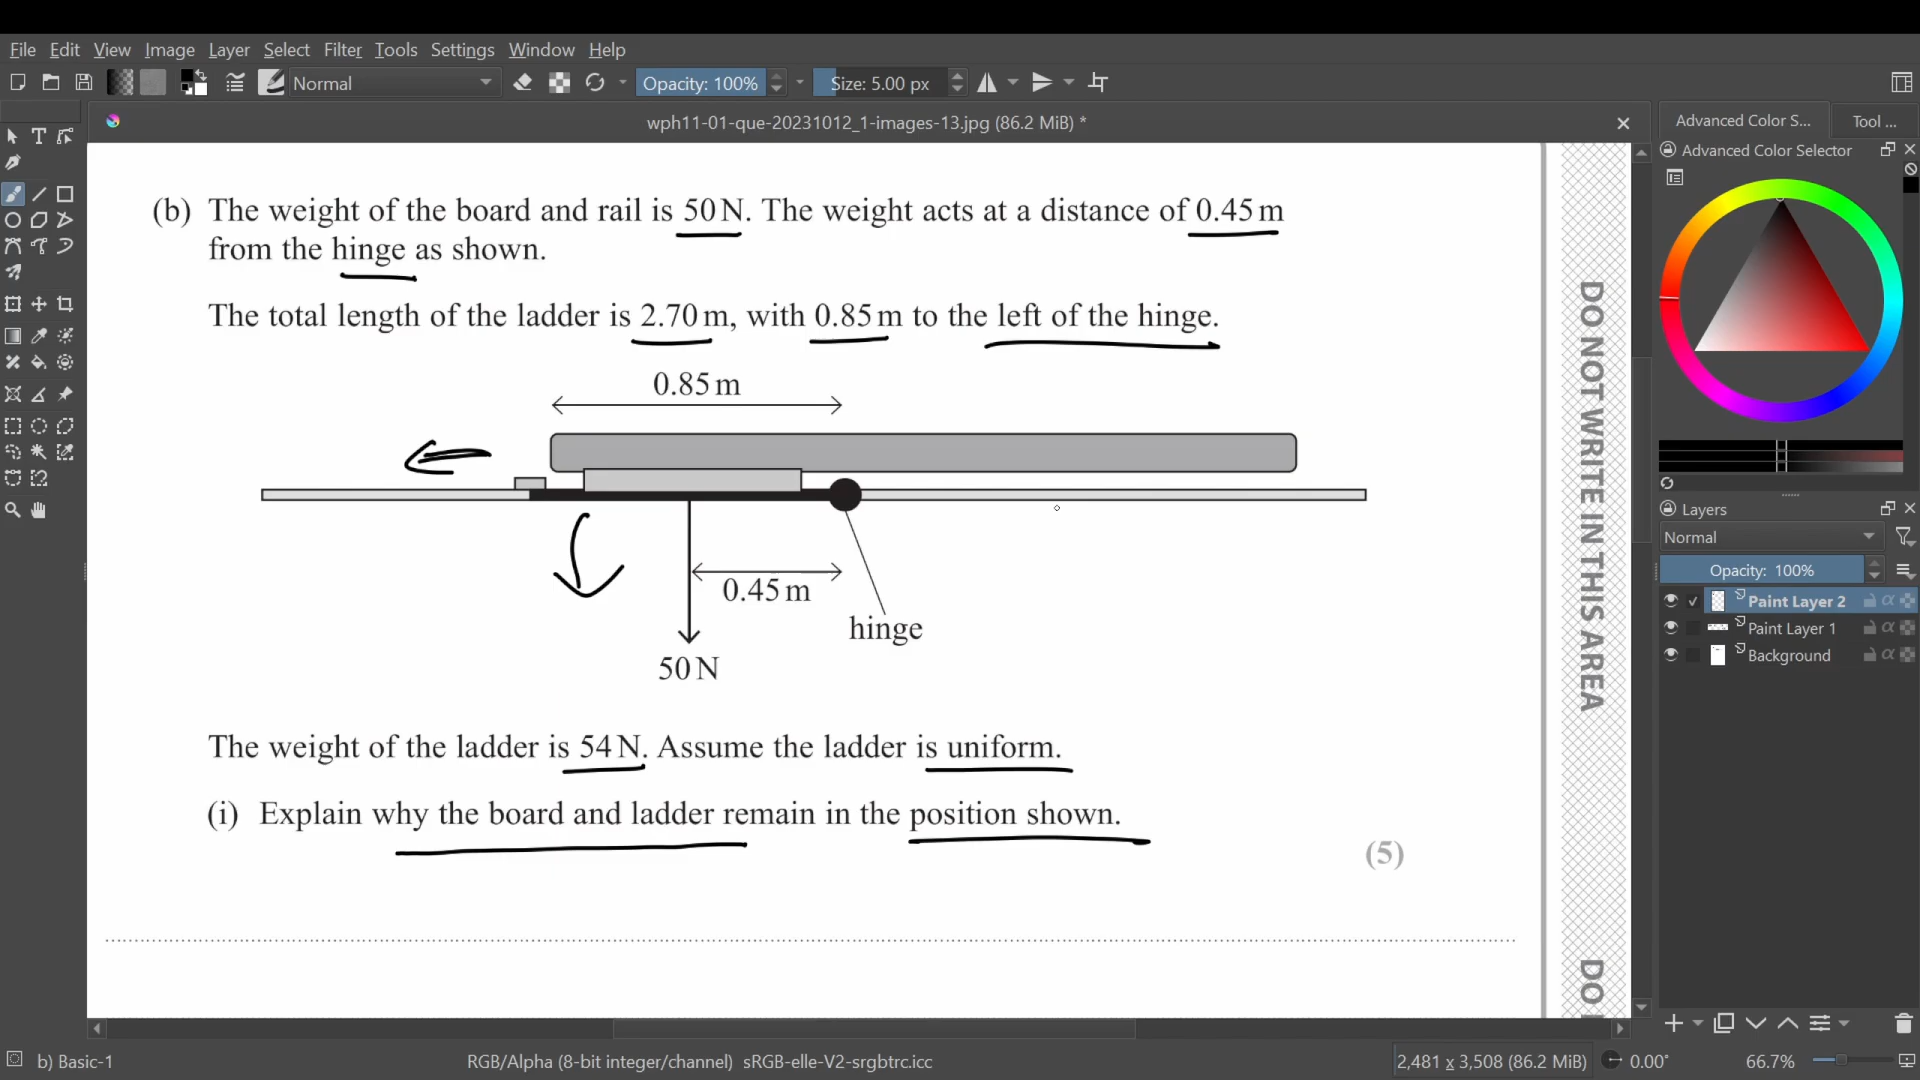 File Edit View Image Layer Select Filter Tools Settings Window Help
Normal Opacity: 100% Size: 5.00 px
wph11-01-que-20231012_1-images-13.jpg (86.2 MiB) *
Advanced Color S... Tool ...
Advanced Color Selector
(b) The weight of the board and rail is 50 N. The weight acts at a distance of 0.45 m
from the hinge as shown.
The total length of the ladder is 2.70 m, with 0.85 m to the left of the hinge.
0.85 m
0.45 m
hinge
50 N
The weight of the ladder is 54 N. Assume the ladder is uniform.
(i) Explain why the board and ladder remain in the position shown.
(5)
DO NOT WRITE IN THIS AREA
DO
Layers
Normal
Opacity: 100%
Paint Layer 2
Paint Layer 1
Background
b) Basic-1
RGB/Alpha (8-bit integer/channel) sRGB-elle-V2-srgbtrc.icc
2,481 x 3,508 (86.2 MiB)
0.00°
66.7%